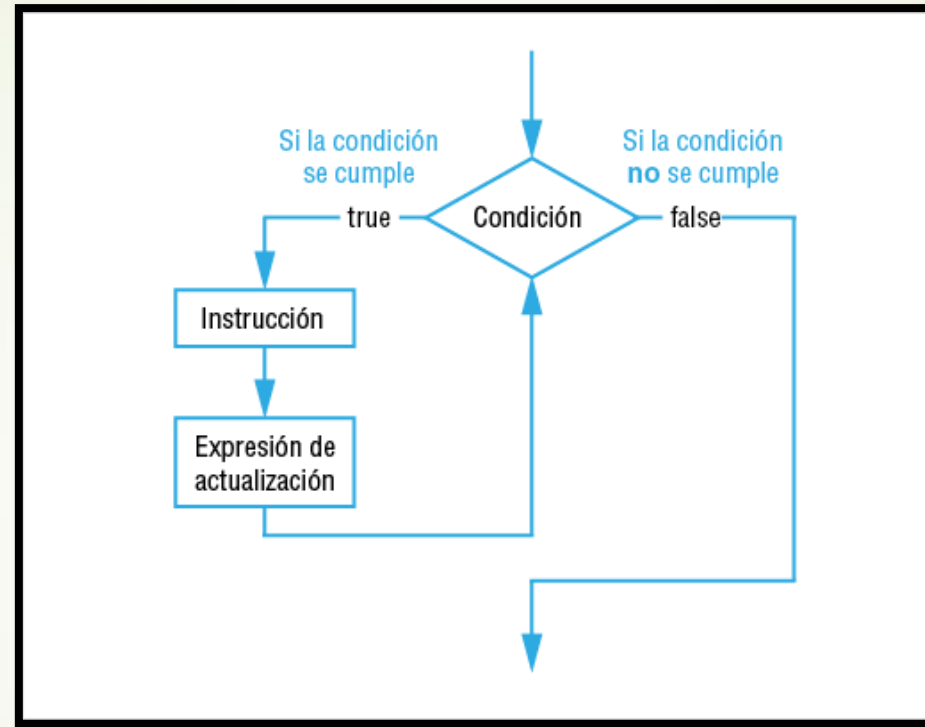 Si la condición
se cumple
Si la condición
no se cumple
true
Condición
false
Instrucción
Expresión de
actualización